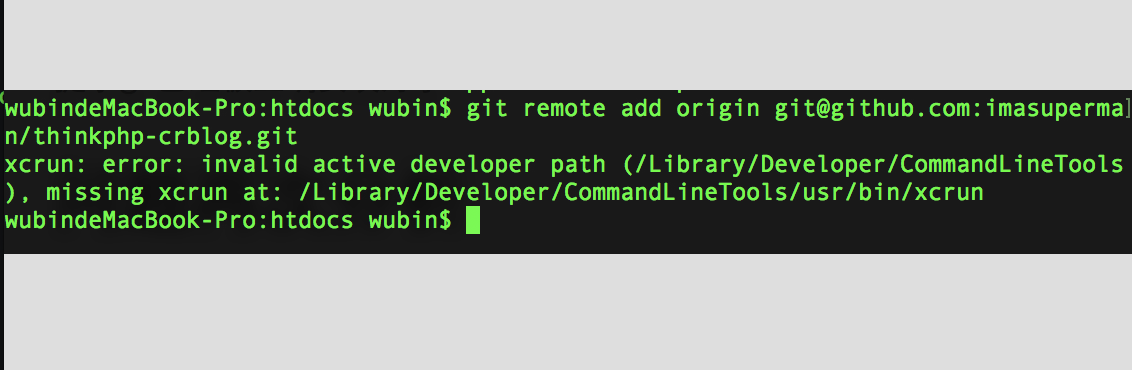 wubindeMacBook-Pro:htdocs wubin$ git remote add origin git@github.com:imasuperma
n/thinkphp-crblog.git
xcrun: error: invalid active developer path (/Library/Developer/CommandLineTools
), missing xcrun at: /Library/Developer/CommandLineTools/usr/bin/xcrun
wubindeMacBook-Pro:htdocs wubin$